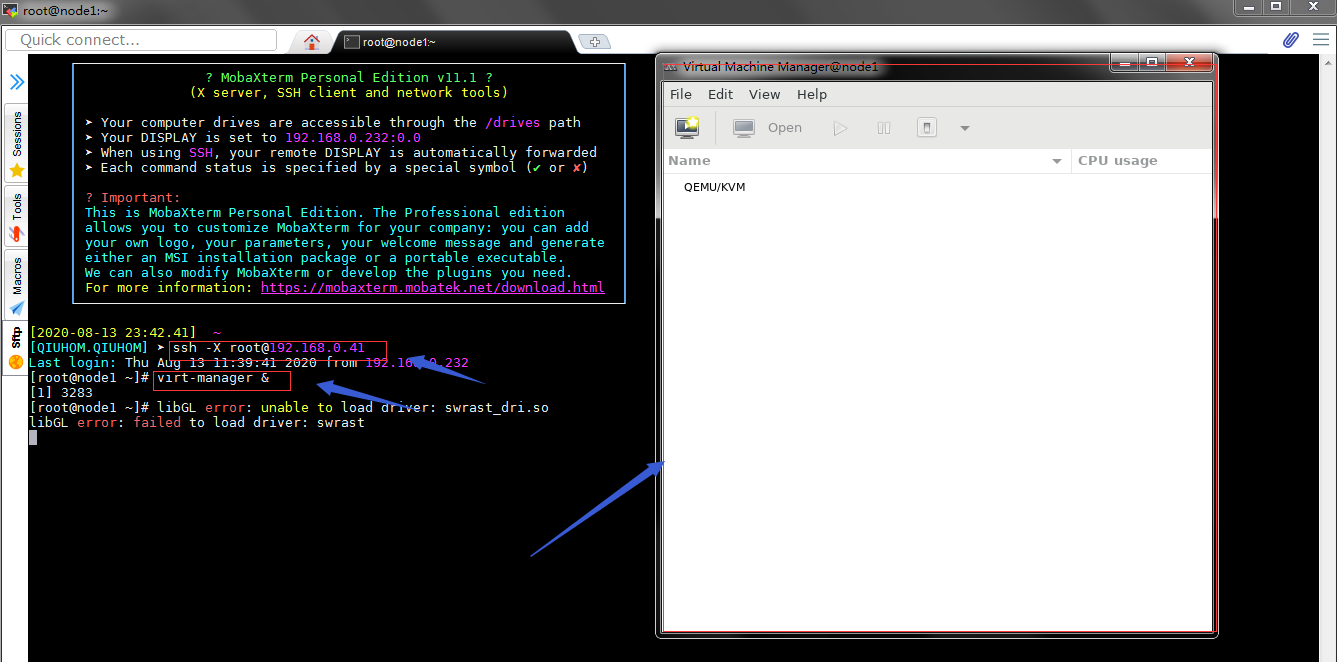 root@node1:~
Quick connect...
root@node1:~
? MobaXterm Personal Edition v11.1 ?
(X server, SSH client and network tools)
➤ Your computer drives are accessible through the /drives path
➤ Your DISPLAY is set to 192.168.0.232:0.0
➤ When using SSH, your remote DISPLAY is automatically forwarded
➤ Each command status is specified by a special symbol (✔ or ✘)
? Important:
This is MobaXterm Personal Edition. The Professional edition
allows you to customize MobaXterm for your company: you can add
your own logo, your parameters, your welcome message and generate
either an MSI installation package or a portable executable.
We can also modify MobaXterm or develop the plugins you need.
For more information: https://mobaxterm.mobatek.net/download.html
[2020-08-13 23:42.41] ~
[QIUHOM.QIUHOM] ➤ ssh -X root@192.168.0.41
Last login: Thu Aug 13 11:39:41 2020 from 192.168.0.232
[root@node1 ~]# virt-manager &
[1] 3283
[root@node1 ~]# libGL error: unable to load driver: swrast_dri.so
libGL error: failed to load driver: swrast
Sessions
Tools
Macros
Sftp
Virtual Machine Manager@node1
File Edit View Help
Open
Name CPU usage
QEMU/KVM